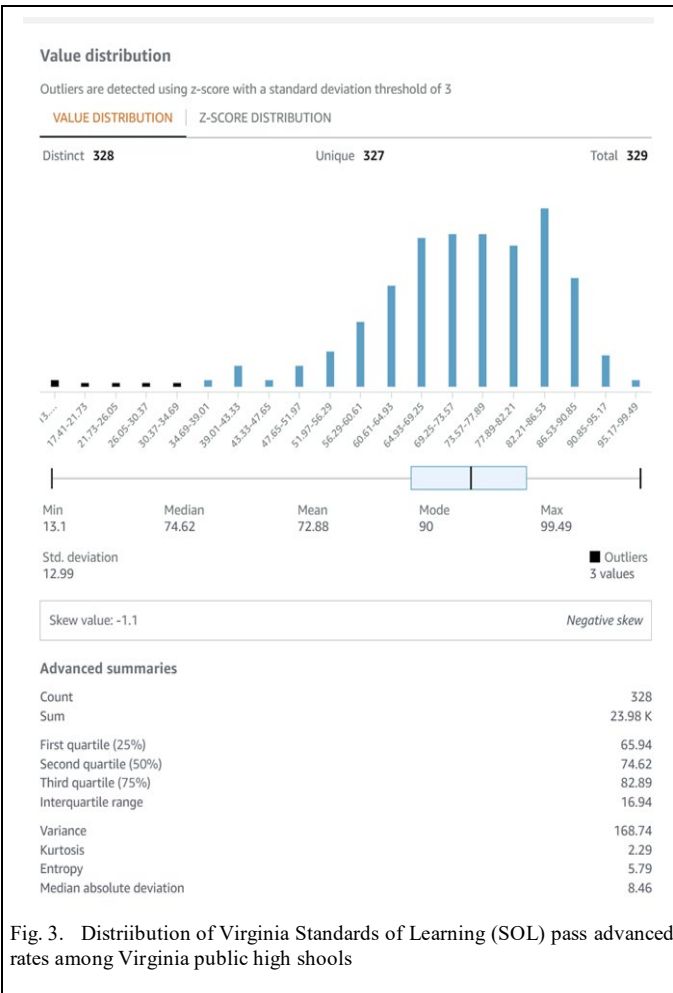 Value distribution
Outliers are detected using z-score with a standard deviation threshold of 3
VALUE DISTRIBUTION Z-SCORE DISTRIBUTION
Distinct 328 Unique 327 Total 329
13.... 17.41-21.73 21.73-26.05 26.05-30.37 30.37-34.69 34.69-39.01 39.01-43.33 43.33-47.65 47.65-51.97 51.97-56.29 56.29-60.61 60.61-64.93 64.93-69.25 69.25-73.57 73.57-77.89 77.89-82.21 82.21-86.53 86.53-90.85 90.85-95.17 95.17-99.49
Min Median Mean Mode Max
13.1 74.62 72.88 90 99.49
Std. deviation Outliers
12.99 3 values
Skew value: -1.1 Negative skew
Advanced summaries
Count 328
Sum 23.98 K
First quartile (25%) 65.94
Second quartile (50%) 74.62
Third quartile (75%) 82.89
Interquartile range 16.94
Variance 168.74
Kurtosis 2.29
Entropy 5.79
Median absolute deviation 8.46
Fig. 3. Distriibution of Virginia Standards of Learning (SOL) pass advanced
rates among Virginia public high shools